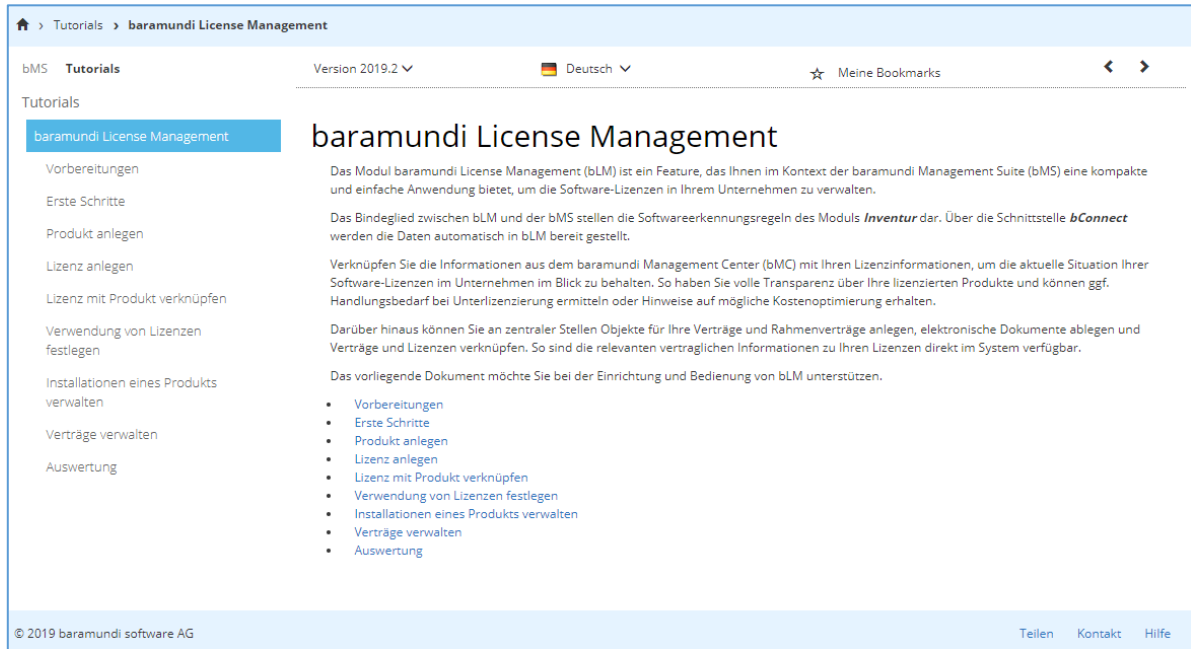 Tutorials > baramundi License Management
bMS Tutorials
Version 2019.2 Deutsch ☆ Meine Bookmarks
Tutorials
baramundi License Management
Vorbereitungen
Erste Schritte
Produkt anlegen
Lizenz anlegen
Lizenz mit Produkt verknüpfen
Verwendung von Lizenzen
festlegen
Installationen eines Produkts
verwalten
Verträge verwalten
Auswertung
baramundi License Management
Das Modul baramundi License Management (bLM) ist ein Feature, das Ihnen im Kontext der baramundi Management Suite (bMS) eine kompakte
und einfache Anwendung bietet, um die Software-Lizenzen in Ihrem Unternehmen zu verwalten.
Das Bindeglied zwischen bLM und der bMS stellen die Softwareerkennungsregeln des Moduls Inventur dar. Über die Schnittstelle bConnect
werden die Daten automatisch in bLM bereit gestellt.
Verknüpfen Sie die Informationen aus dem baramundi Management Center (bMC) mit Ihren Lizenzinformationen, um die aktuelle Situation Ihrer
Software-Lizenzen im Unternehmen im Blick zu behalten. So haben Sie volle Transparenz über Ihre lizenzierten Produkte und können ggf.
Handlungsbedarf bei Unterlizenzierung ermitteln oder Hinweise auf mögliche Kostenoptimierung erhalten.
Darüber hinaus können Sie an zentraler Stellen Objekte für Ihre Verträge und Rahmenverträge anlegen, elektronische Dokumente ablegen und
Verträge und Lizenzen verknüpfen. So sind die relevanten vertraglichen Informationen zu Ihren Lizenzen direkt im System verfügbar.
Das vorliegende Dokument möchte Sie bei der Einrichtung und Bedienung von bLM unterstützen.
• Vorbereitungen
• Erste Schritte
• Produkt anlegen
• Lizenz anlegen
• Lizenz mit Produkt verknüpfen
• Verwendung von Lizenzen festlegen
• Installationen eines Produkts verwalten
• Verträge verwalten
• Auswertung
© 2019 baramundi software AG
Teilen Kontakt Hilfe